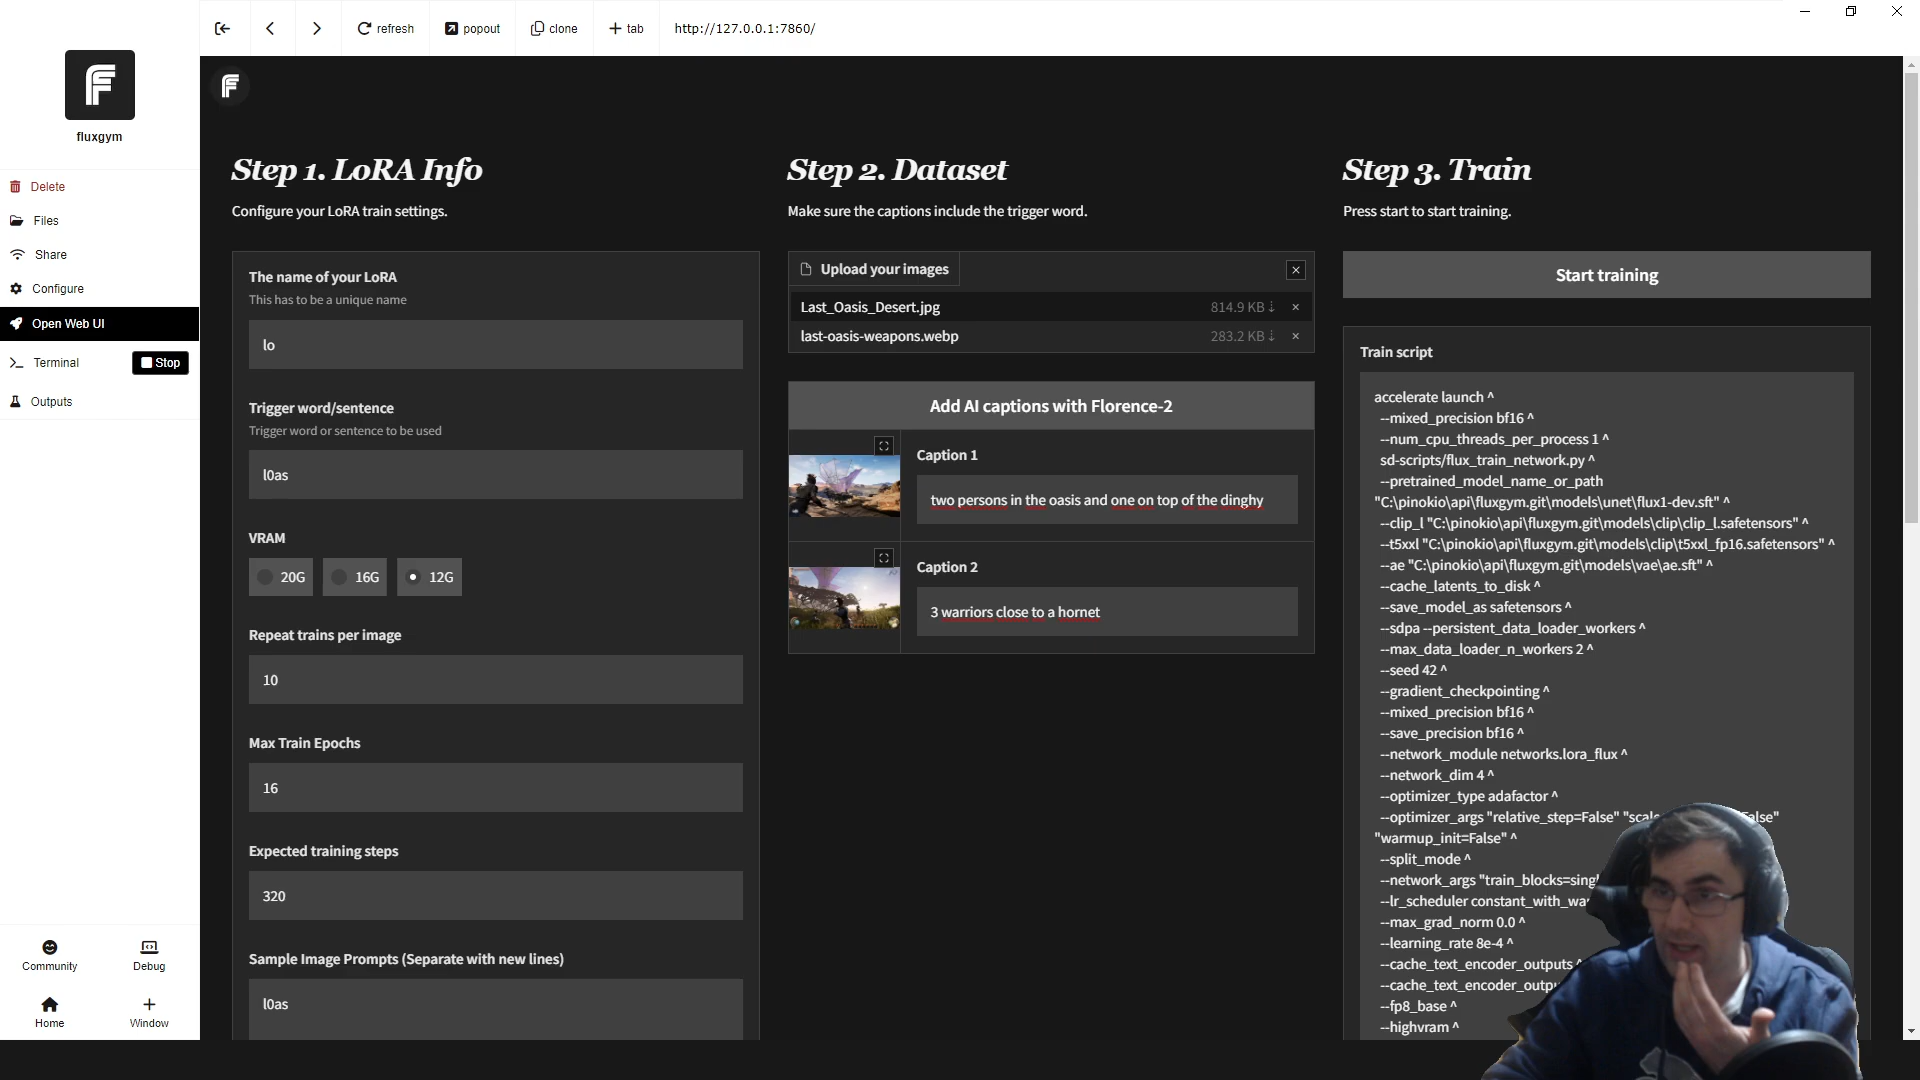 refresh
popout
clone
tab
http://127.0.0.1:7860/
fluxgym
Delete
Files
Share
Configure
Open Web UI
Terminal
Stop
Outputs
Community
Debug
Home
Window
Step 1. LoRA Info
Configure your LoRA train settings.
The name of your LoRA
This has to be a unique name
lo
Trigger word/sentence
Trigger word or sentence to be used
l0as
VRAM
20G
16G
12G
Repeat trains per image
10
Max Train Epochs
16
Expected training steps
320
Sample Image Prompts (Separate with new lines)
l0as
Step 2. Dataset
Make sure the captions include the trigger word.
Upload your images
Last_Oasis_Desert.jpg 814.9 KB ↓
last-oasis-weapons.webp 283.2 KB ↓
Add AI captions with Florence-2
Caption 1
two persons in the oasis and one on top of the dinghy
Caption 2
3 warriors close to a hornet
Step 3. Train
Press start to start training.
Start training
Train script
accelerate launch ^
--mixed_precision bf16 ^
--num_cpu_threads_per_process 1 ^
sd-scripts/flux_train_network.py ^
--pretrained_model_name_or_path
"C:\pinokio\api\fluxgym.git\models\unet\flux1-dev.sft" ^
--clip_l "C:\pinokio\api\fluxgym.git\models\clip\clip_l.safetensors" ^
--t5xxl "C:\pinokio\api\fluxgym.git\models\clip\t5xxl_fp16.safetensors" ^
--ae "C:\pinokio\api\fluxgym.git\models\vae\ae.sft" ^
--cache_latents_to_disk ^
--save_model_as safetensors ^
--sdpa --persistent_data_loader_workers ^
--max_data_loader_n_workers 2 ^
--seed 42 ^
--gradient_checkpointing ^
--mixed_precision bf16 ^
--save_precision bf16 ^
--network_module networks.lora_flux ^
--network_dim 4 ^
--optimizer_type adafactor ^
--optimizer_args "relative_step=False"
"warmup_init=False" ^
--split_mode ^
--network_args
--lr_scheduler
--max_grad_norm 0.0 ^
--learning_rate 8e-4 ^
--cache_text_encoder_outputs ^
--fp8_base ^
--highvram ^